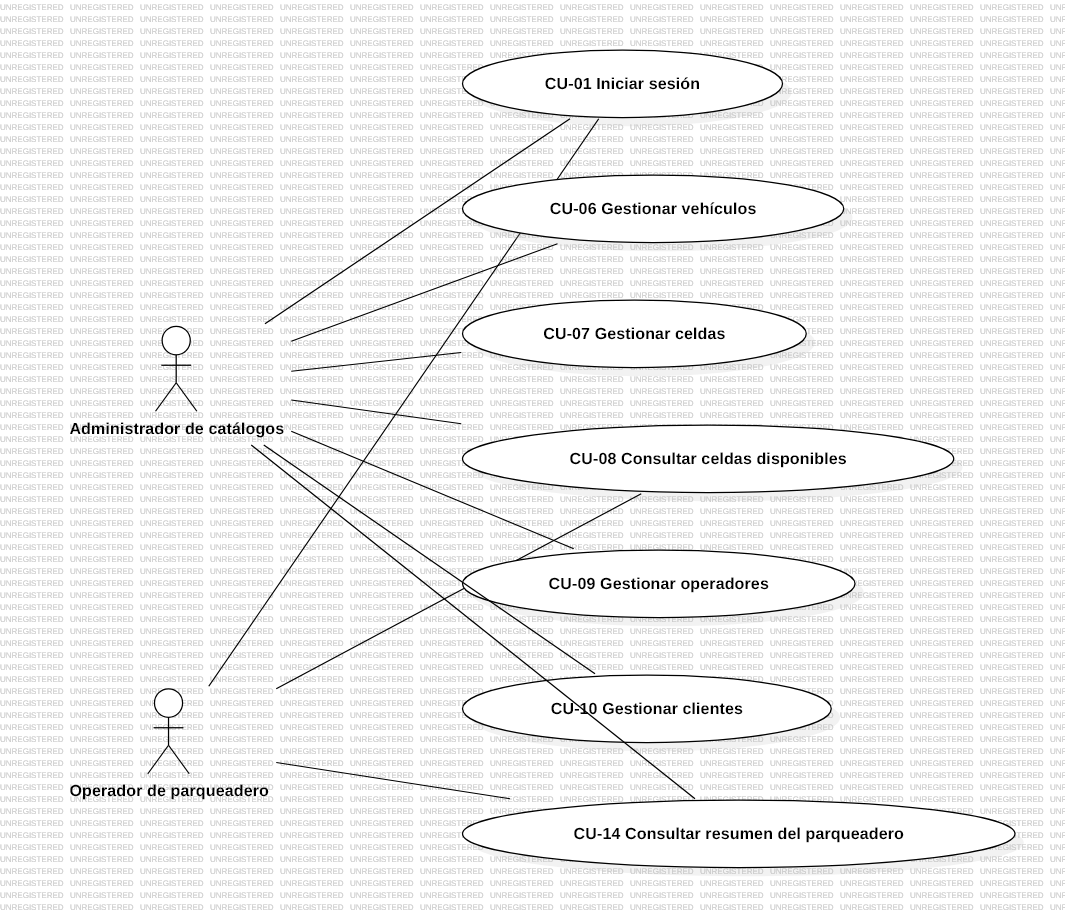 CU-01 Iniciar sesión
CU-06 Gestionar vehículos
CU-07 Gestionar celdas
Administrador de catálogos
CU-08 Consultar celdas disponibles
CU-09 Gestionar operadores
CU-10 Gestionar clientes
Operador de parqueadero
CU-14 Consultar resumen del parqueadero
UNREGISTERED